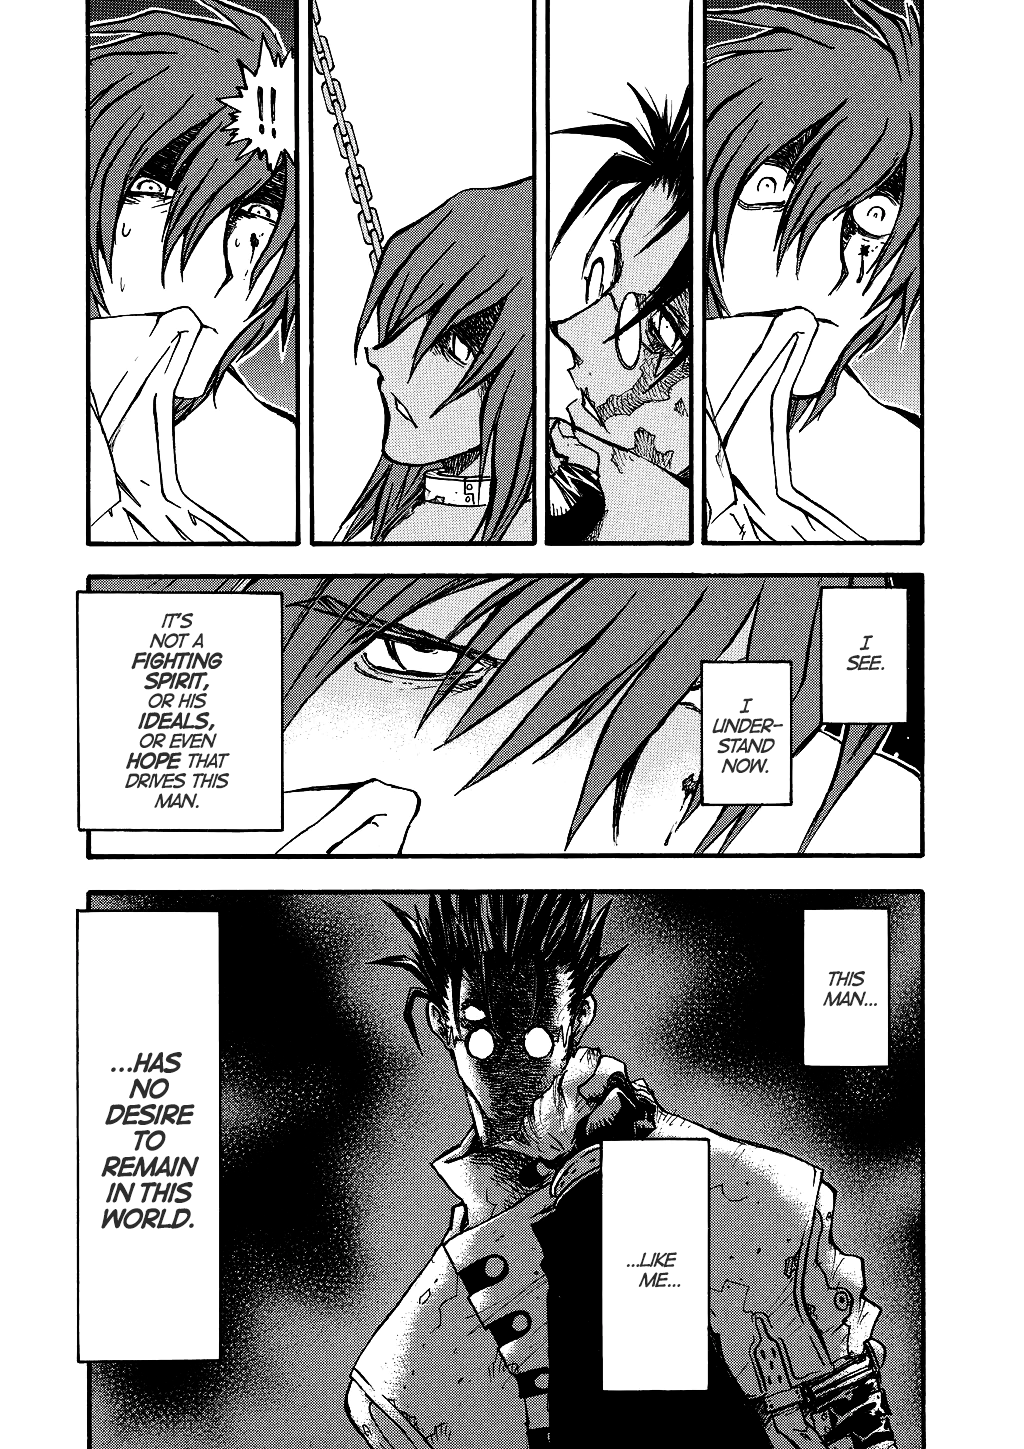 !!
I
SEE.
I
UNDER-
STAND
NOW.
IT'S
NOT A
FIGHTING
SPIRIT,
OR HIS
IDEALS,
OR EVEN
HOPE THAT
DRIVES THIS
MAN.
THIS
MAN...
...LIKE
ME...
...HAS
NO
DESIRE
TO
REMAIN
IN THIS
WORLD.